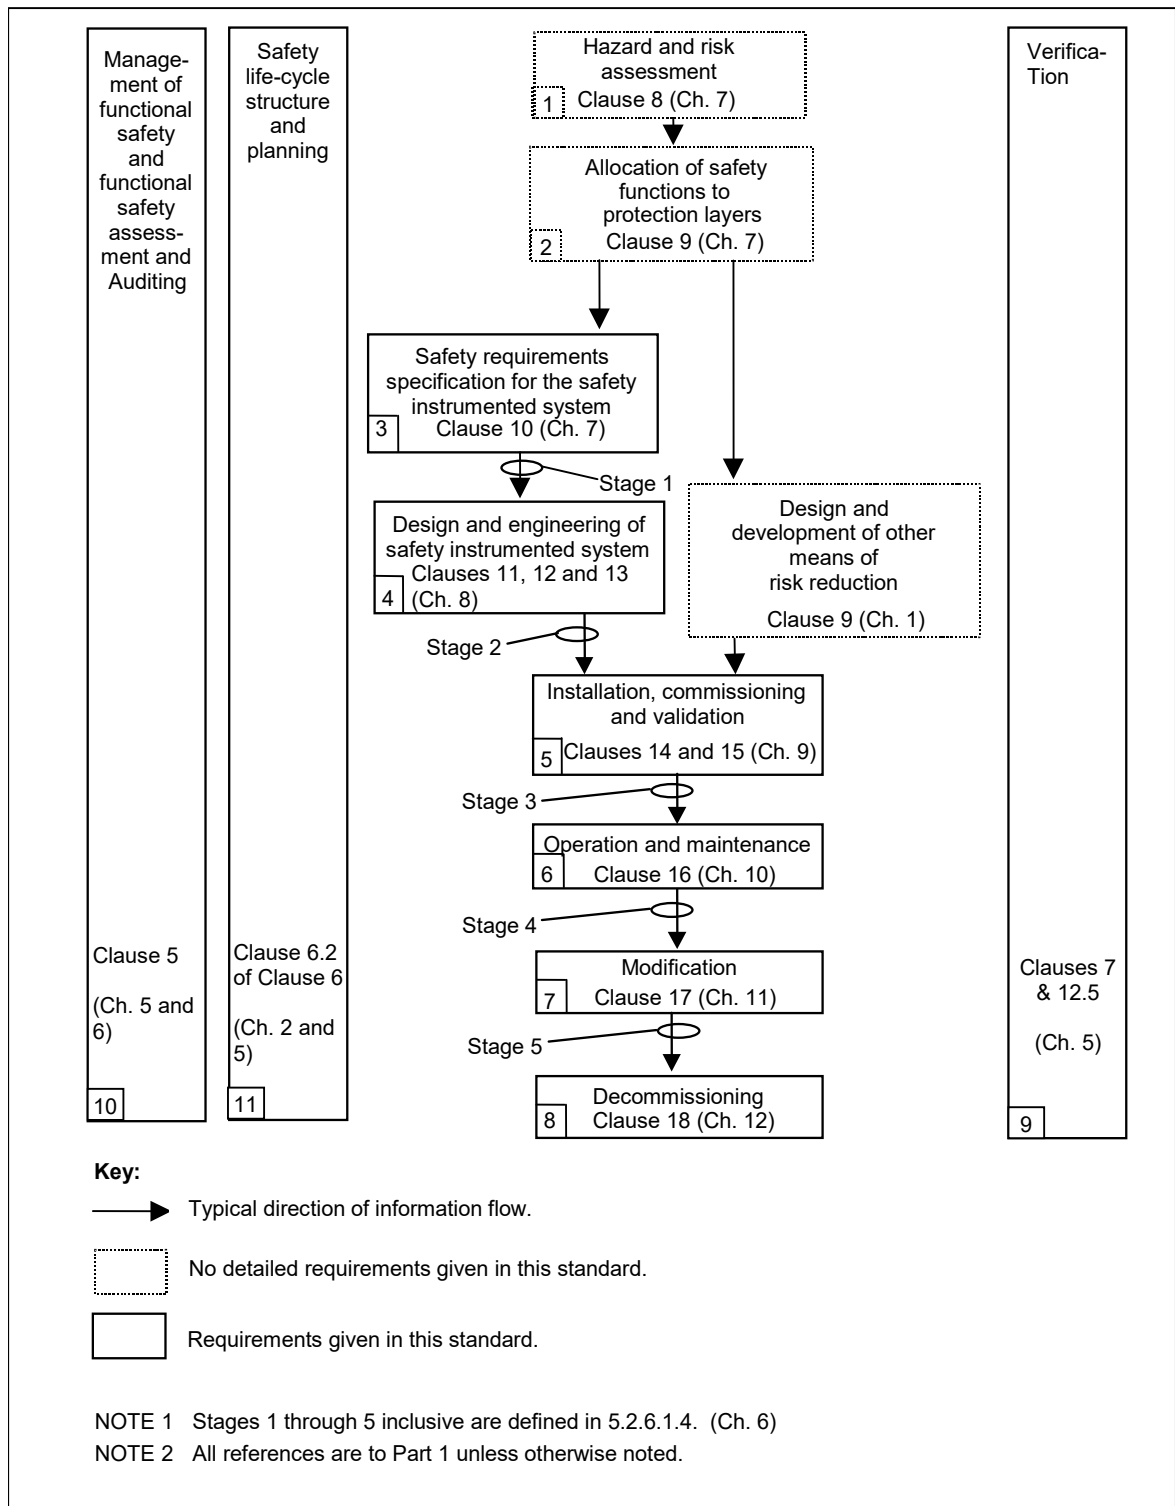 Manage-
ment of
functional
safety
and
functional
safety
assess-
ment and
Auditing
Clause 5
(Ch. 5 and
6)
10
Safety
life-cycle
structure
and
planning
Clause 6.2
of Clause 6
(Ch. 2 and
5)
11
Hazard and risk
assessment
Clause 8 (Ch. 7)
1
Allocation of safety
functions to
protection layers
Clause 9 (Ch. 7)
2
Safety requirements
specification for the safety
instrumented system
Clause 10 (Ch. 7)
3
Stage 1
Design and engineering of
safety instrumented system
Clauses 11, 12 and 13
(Ch. 8)
4
Design and
development of other
means of
risk reduction
Clause 9 (Ch. 1)
Stage 2
Installation, commissioning
and validation
Clauses 14 and 15 (Ch. 9)
5
Stage 3
Operation and maintenance
Clause 16 (Ch. 10)
6
Stage 4
Modification
Clause 17 (Ch. 11)
7
Stage 5
Decommissioning
Clause 18 (Ch. 12)
8
Verifica-
Tion
Clauses 7
& 12.5
(Ch. 5)
9
Key:
Typical direction of information flow.
No detailed requirements given in this standard.
Requirements given in this standard.
NOTE 1 Stages 1 through 5 inclusive are defined in 5.2.6.1.4. (Ch. 6)
NOTE 2 All references are to Part 1 unless otherwise noted.